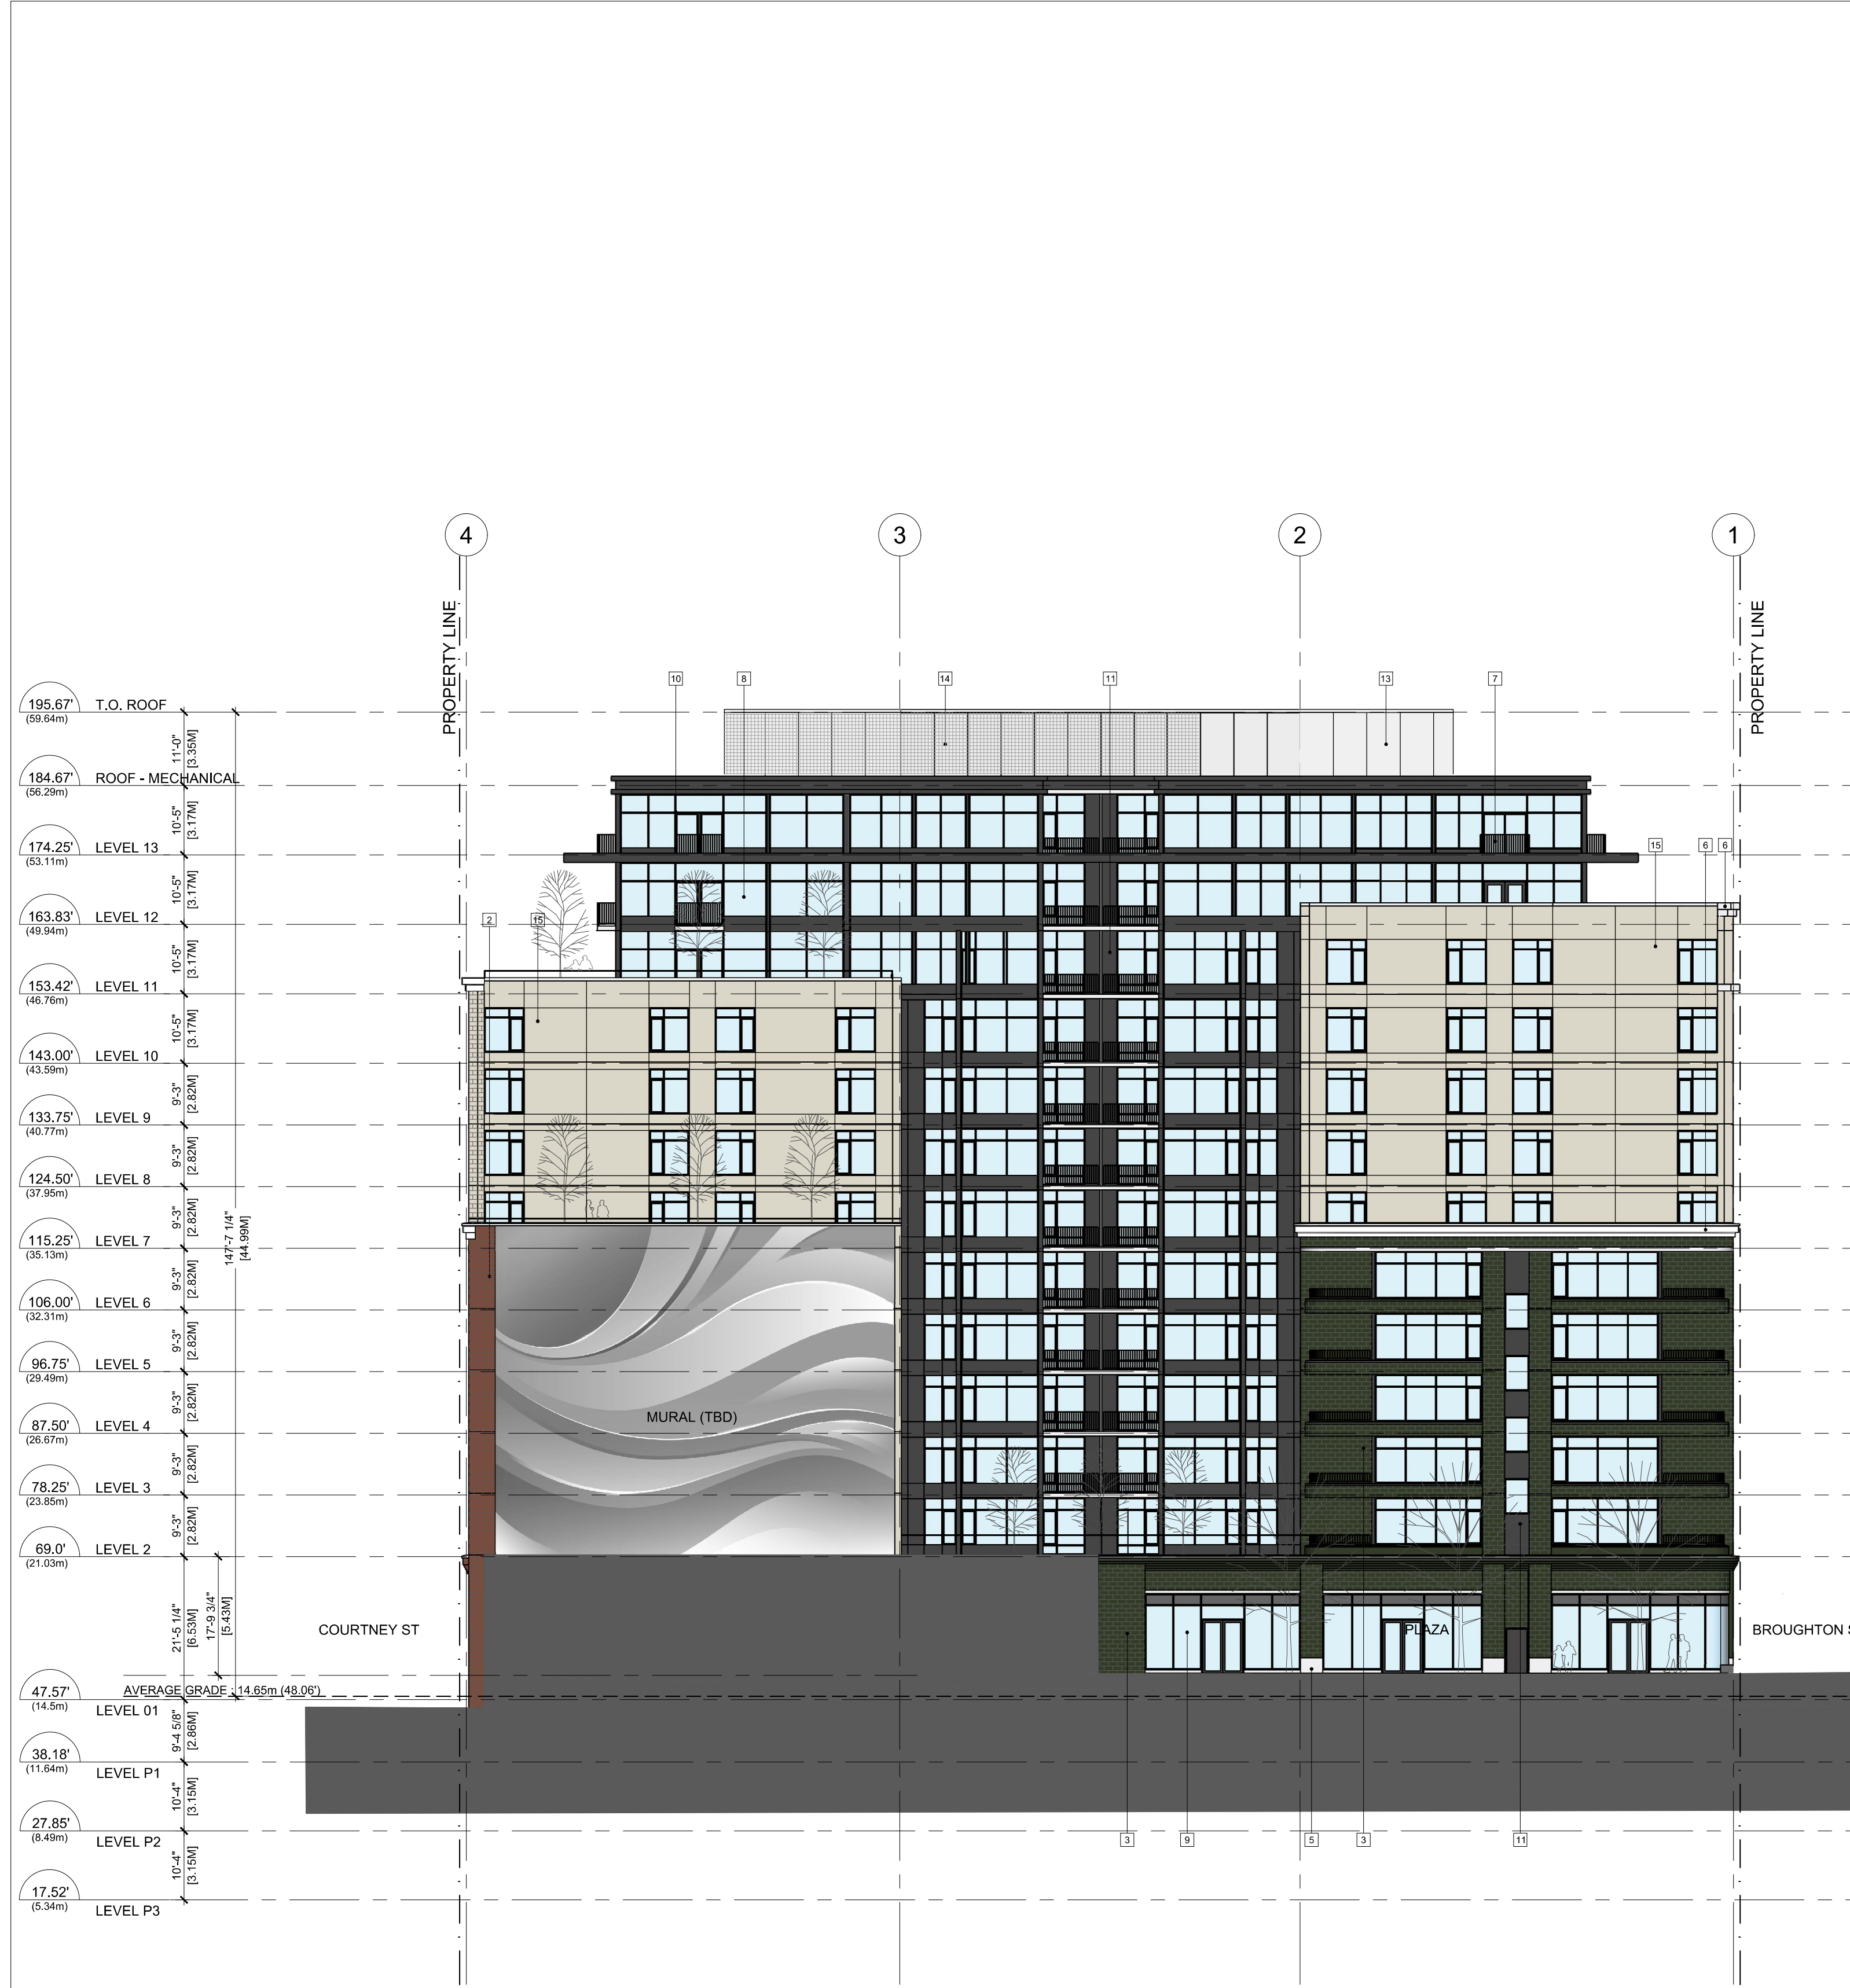 4
3
2
1
PROPERTY LINE
PROPERTY LINE
10
8
14
11
13
7
195.67' T.O. ROOF
(59.64m)
11'-0"
[3.35M]
184.67' ROOF - MECHANICAL
(56.29m)
10'-5"
[3.17M]
174.25' LEVEL 13
(53.11m)
15
6
6
10'-5"
[3.17M]
163.83' LEVEL 12
(49.94m)
2
15
10'-5"
[3.17M]
153.42' LEVEL 11
(46.76m)
10'-5"
[3.17M]
143.00' LEVEL 10
(43.59m)
9'-3"
[2.82M]
133.75' LEVEL 9
(40.77m)
9'-3"
[2.82M]
124.50' LEVEL 8
(37.95m)
9'-3"
[2.82M]
147'-7 1/4"
[44.99M]
6
115.25' LEVEL 7
(35.13m)
9'-3"
[2.82M]
106.00' LEVEL 6
(32.31m)
9'-3"
[2.82M]
96.75' LEVEL 5
(29.49m)
9'-3"
[2.82M]
MURAL (TBD)
87.50' LEVEL 4
(26.67m)
9'-3"
[2.82M]
78.25' LEVEL 3
(23.85m)
9'-3"
[2.82M]
69.0' LEVEL 2
(21.03m)
21'-5 1/4"
[6.53M]
17'-9 3/4"
[5.43M]
COURTNEY ST
PLAZA
BROUGHTON S
AVERAGE GRADE : 14.65m (48.06')
47.57'
(14.5m)
LEVEL 01
9'-4 5/8"
[2.86M]
38.18'
(11.64m)
LEVEL P1
10'-4"
[3.15M]
27.85'
(8.49m)
LEVEL P2
3
9
5
3
11
10'-4"
[3.15M]
17.52'
(5.34m)
LEVEL P3